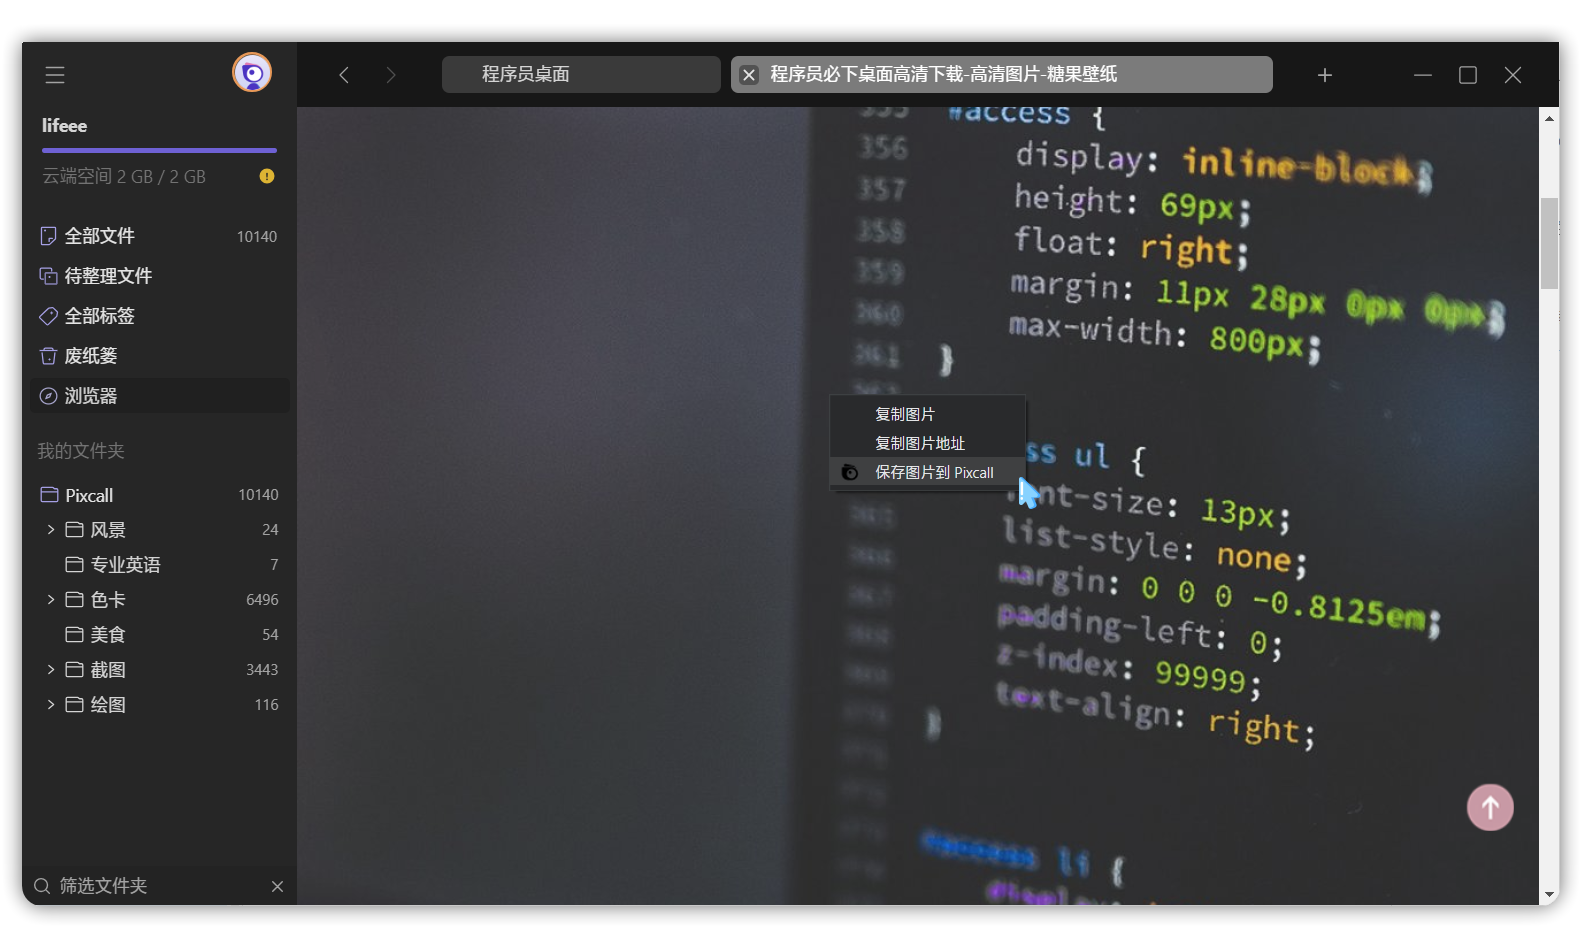 lifeee
云端空间 2 GB / 2 GB
全部文件 10140
待整理文件
全部标签
废纸篓
浏览器
我的文件夹
Pixcall 10140
风景 24
专业英语 7
色卡 6496
美食 54
截图 3443
绘图 116
筛选文件夹
程序员桌面
程序员必下桌面高清下载-高清图片-糖果壁纸
355 #access {
356 display: inline-block;
357 height: 69px;
358 float: right;
359 margin: 11px 28px 0px 0px;
360 max-width: 800px;
361 }
362
复制图片
复制图片地址
保存图片到 Pixcall
ss ul {
nt-size: 13px;
list-style: none;
margin: 0 0 0 -0.8125em;
padding-left: 0;
z-index: 99999;
text-align: right;
}
#access li {
display: